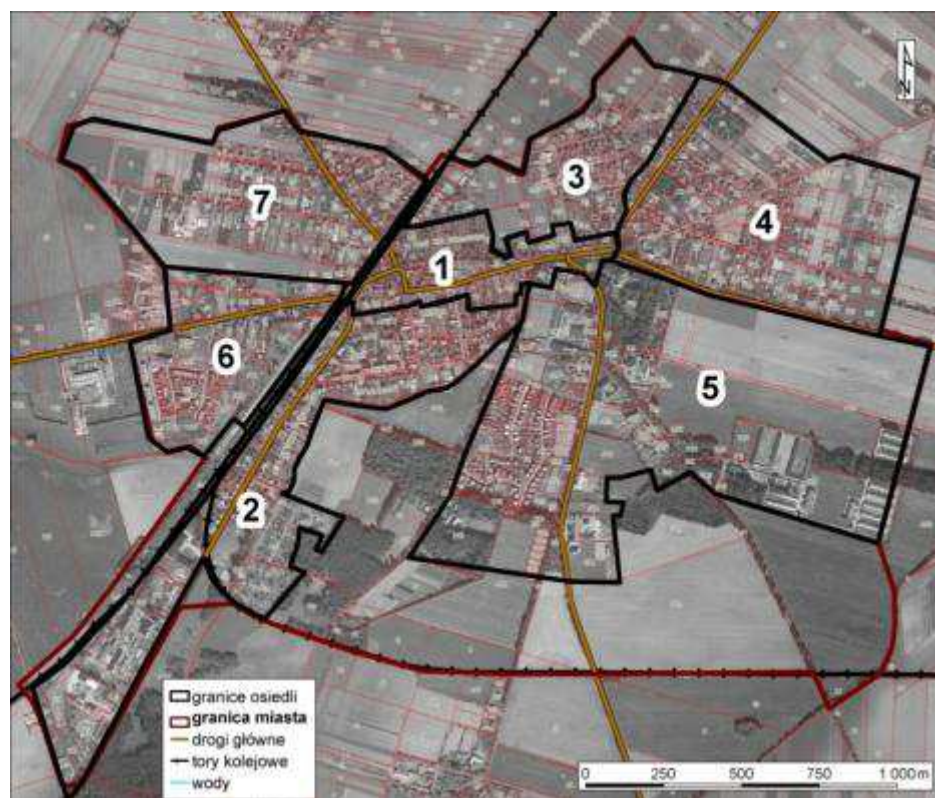 N
3
7
4
1
6
5
2
granice osiedli
granica miasta
drogi główne
tory kolejowe
wody
0 250 500 750 1 000 m